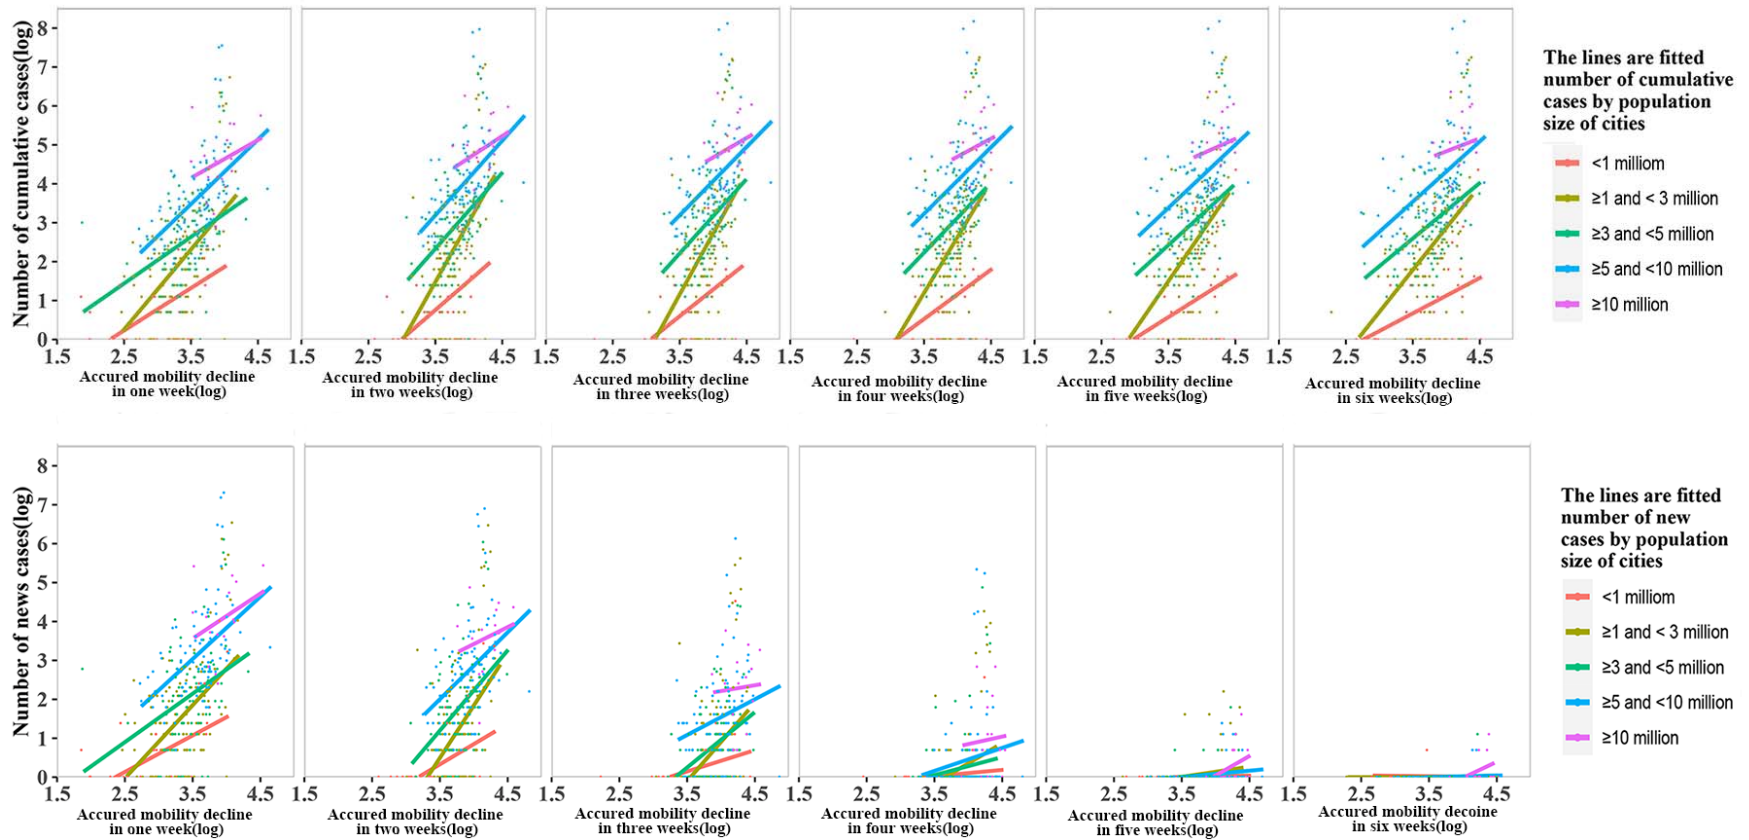 Number of cumulative cases(log)
8
7
6
5
4
3
2
1
0
1.5 2.5 3.5 4.5
1.5 2.5 3.5 4.5
1.5 2.5 3.5 4.5
1.5 2.5 3.5 4.5
1.5 2.5 3.5 4.5
1.5 2.5 3.5 4.5
Accured mobility decline
in one week(log)
Accured mobility decline
in two weeks(log)
Accured mobility decline
in three weeks(log)
Accured mobility decline
in four weeks(log)
Accured mobility decline
in five weeks(log)
Accured mobility decline
in six weeks(log)
The lines are fitted
number of cumulative
cases by population
size of cities
<1 milliom
≥1 and < 3 million
≥3 and <5 million
≥5 and <10 million
≥10 million
Number of news cases(log)
8
7
6
5
4
3
2
1
0
1.5 2.5 3.5 4.5
1.5 2.5 3.5 4.5
1.5 2.5 3.5 4.5
1.5 2.5 3.5 4.5
1.5 2.5 3.5 4.5
1.5 2.5 3.5 4.5
Accured mobility decline
in one week(log)
Accured mobility decline
in two weeks(log)
Accured mobility decline
in three weeks(log)
Accured mobility decline
in four weeks(log)
Accured mobility decline
in five weeks(log)
Accured mobility decoine
in six weeks(log)
The lines are fitted
number of new
cases by population
size of cities
<1 milliom
≥1 and < 3 million
≥3 and <5 million
≥5 and <10 million
≥10 million